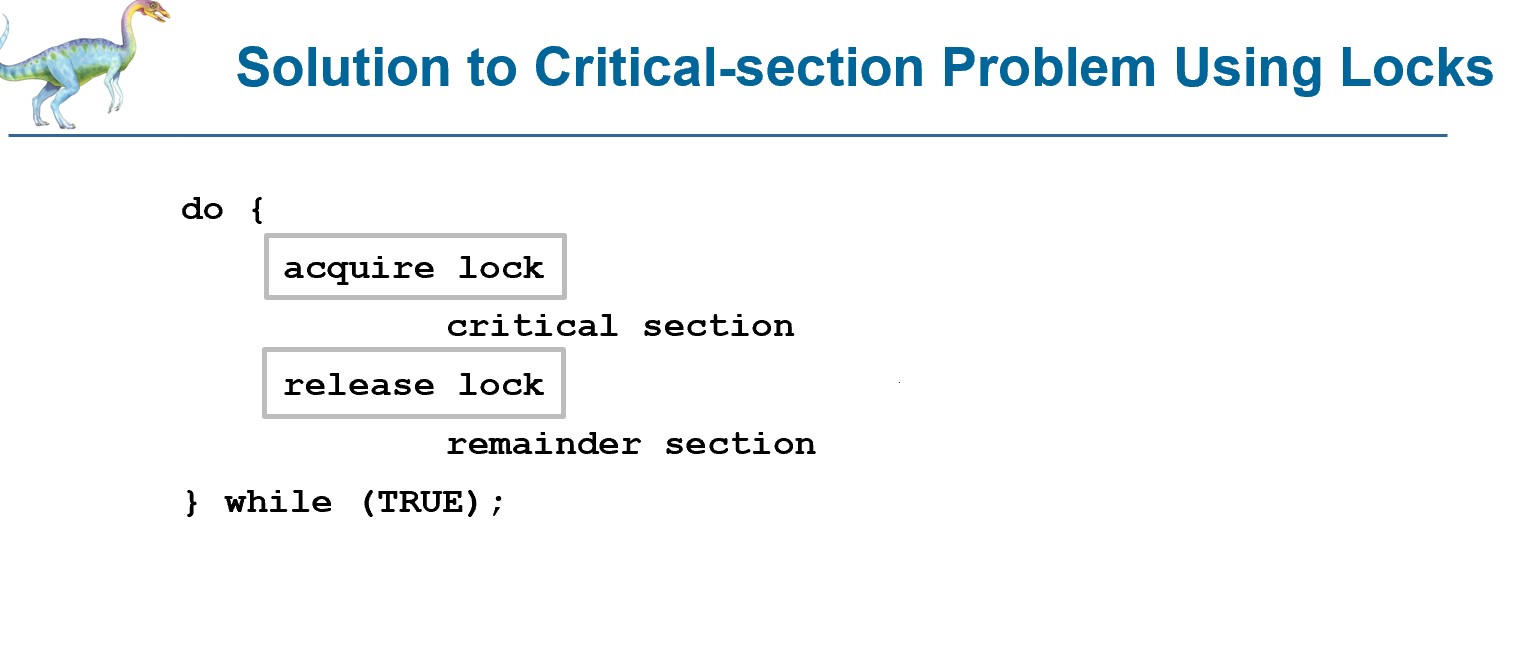 Solution to Critical-section Problem Using Locks
do {
acquire lock
critical section
release lock
remainder section
} while (TRUE);